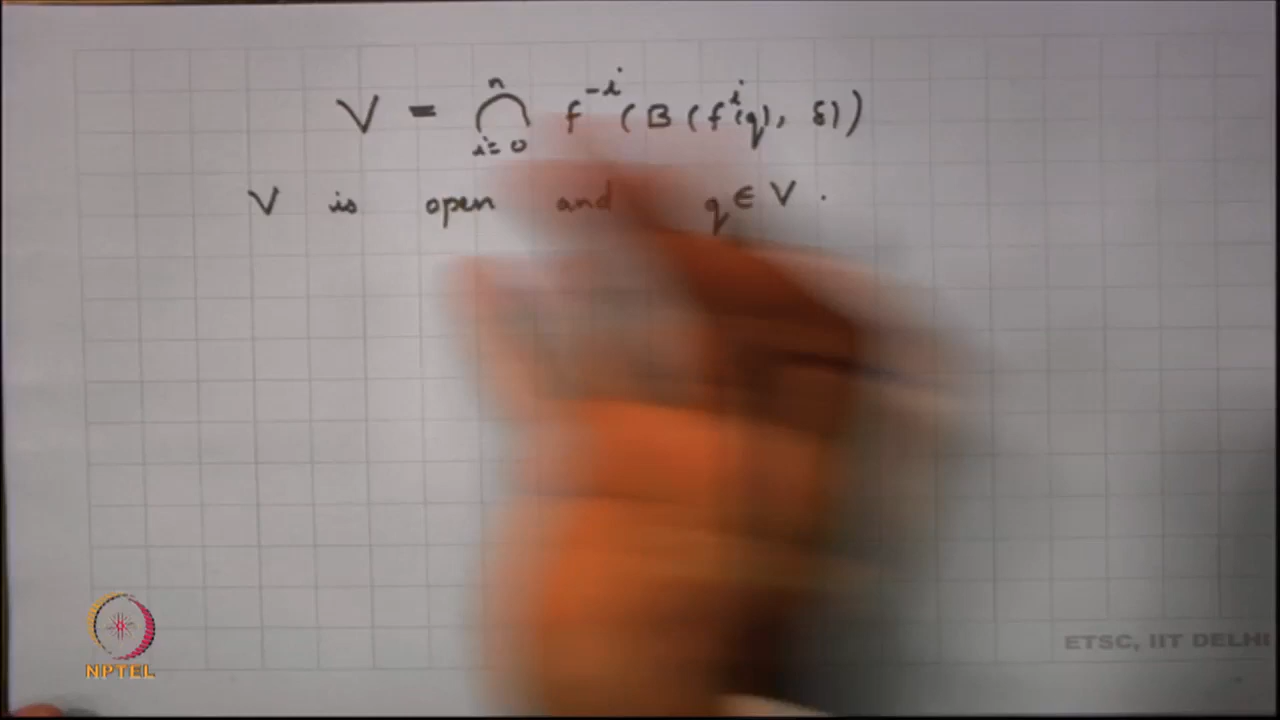 V = ⋂_{i=0}^{n} f^{-i}(B(f^i(q), δ))
V is open and q ∈ V.
NPTEL
ETSC, IIT DELHI